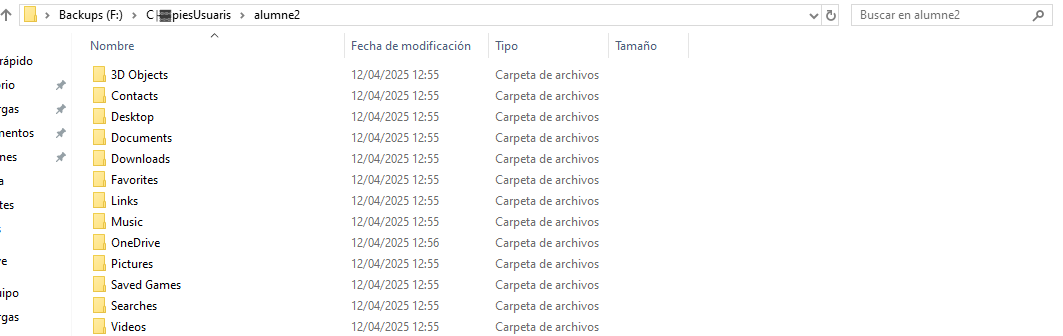 Backups (F:) > C├▒piesUsuaris > alumne2
Buscar en alumne2
Nombre Fecha de modificación Tipo Tamaño
rápido
3D Objects 12/04/2025 12:55 Carpeta de archivos
rio
Contacts 12/04/2025 12:55 Carpeta de archivos
rgas
Desktop 12/04/2025 12:55 Carpeta de archivos
mentos
Documents 12/04/2025 12:55 Carpeta de archivos
nes
Downloads 12/04/2025 12:55 Carpeta de archivos
a
Favorites 12/04/2025 12:55 Carpeta de archivos
tes
Links 12/04/2025 12:55 Carpeta de archivos
Music 12/04/2025 12:55 Carpeta de archivos
ve
OneDrive 12/04/2025 12:56 Carpeta de archivos
Pictures 12/04/2025 12:55 Carpeta de archivos
uipo
Saved Games 12/04/2025 12:55 Carpeta de archivos
Searches 12/04/2025 12:55 Carpeta de archivos
rgas
Videos 12/04/2025 12:55 Carpeta de archivos